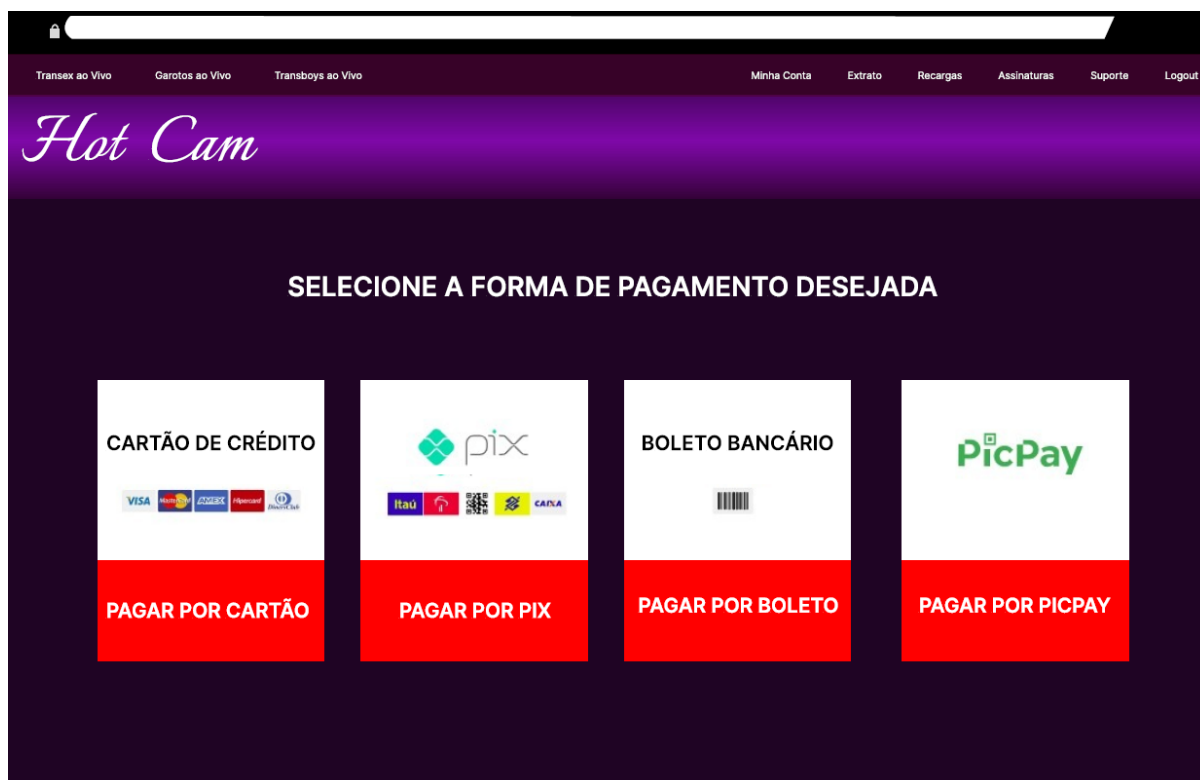 Transex ao Vivo Garotos ao Vivo Transboys ao Vivo Minha Conta Extrato Recargas Assinaturas Suporte Logout
Hot Cam
SELECIONE A FORMA DE PAGAMENTO DESEJADA
CARTÃO DE CRÉDITO pix BOLETO BANCÁRIO PicPay
VISA MasterCard AMEX Hipercard Itaú CAIXA
PAGAR POR CARTÃO PAGAR POR PIX PAGAR POR BOLETO PAGAR POR PICPAY